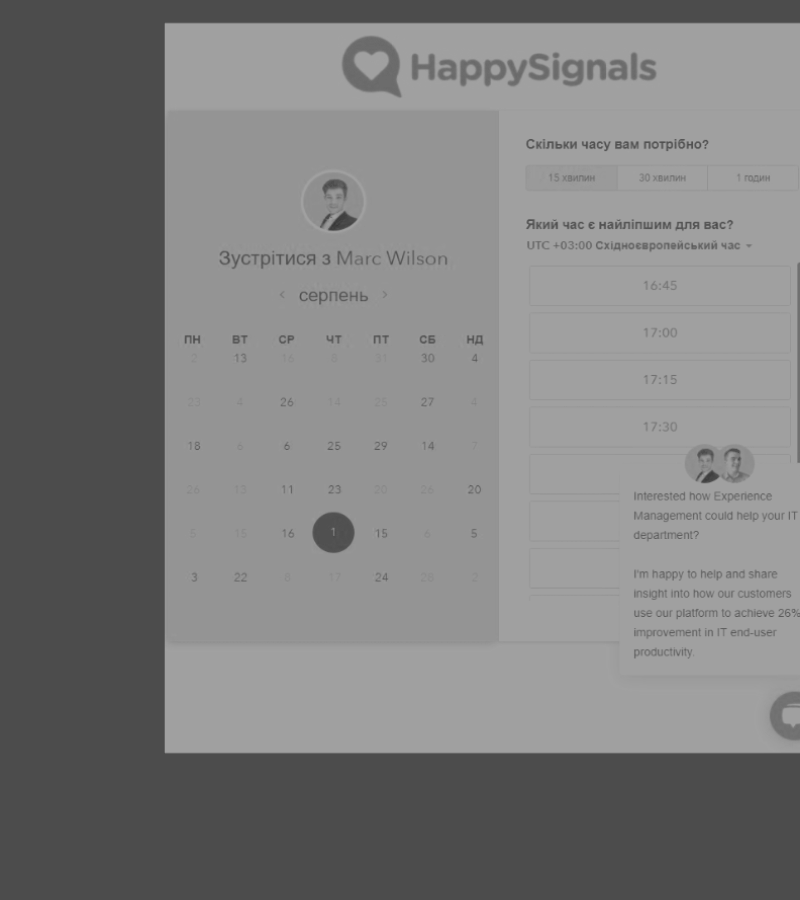 HappySignals
Зустрітися з Marc Wilson
серпень
ПН ВТ СР ЧТ ПТ СБ НД
2 13 16 31 30 4
23 4 26 14 25 27 4
18 6 6 25 29 14 7
26 13 11 23 20 26 20
5 15 16 1 15 6 5
3 22 8 17 24 28 2
Скільки часу вам потрібно?
15 хвилин 30 хвилин 1 годин
Який час є найліпшим для вас?
UTC +03:00 Східноєвропейський час
16:45
17:00
17:15
17:30
Interested how Experience
Management could help your IT
department?
I'm happy to help and share
insight into how our customers
use our platform to achieve 26%
improvement in IT end-user
productivity.